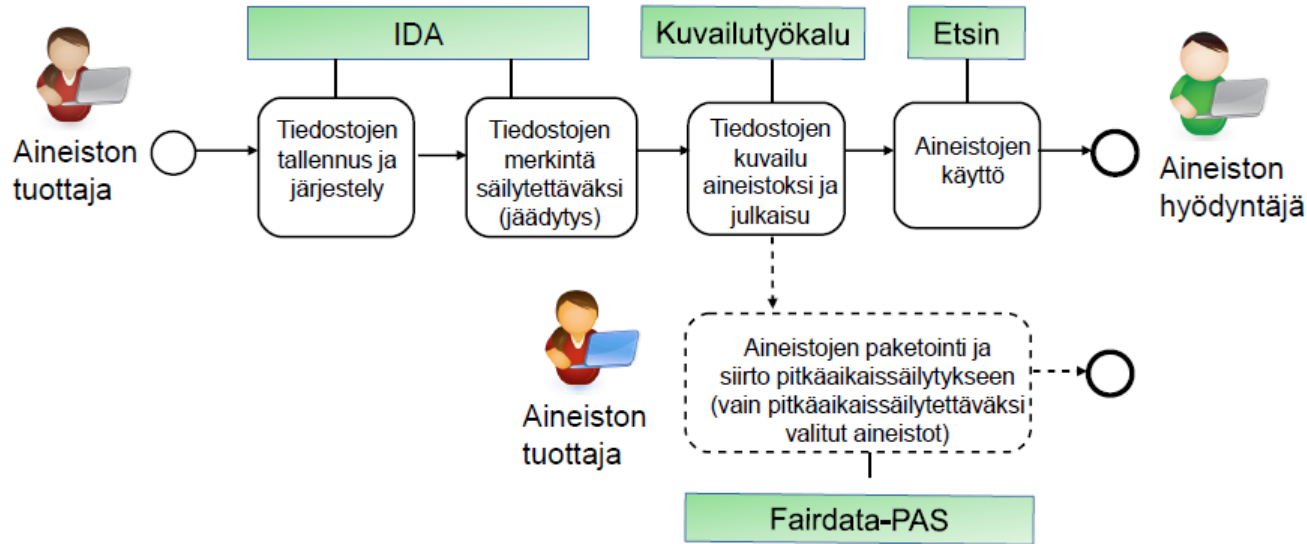 IDA
Kuvailutyökalu
Etsin
Aineiston
tuottaja
Tiedostojen
tallennus ja
järjestely
Tiedostojen
merkintä
säilytettäväksi
(jäädytys)
Tiedostojen
kuvailu
aineistoksi ja
julkaisu
Aineistojen
käyttö
Aineiston
hyödyntäjä
Aineiston
tuottaja
Aineistojen paketointi ja
siirto pitkäaikaissäilytykseen
(vain pitkäaikaissäilytettäväksi
valitut aineistot)
Fairdata-PAS